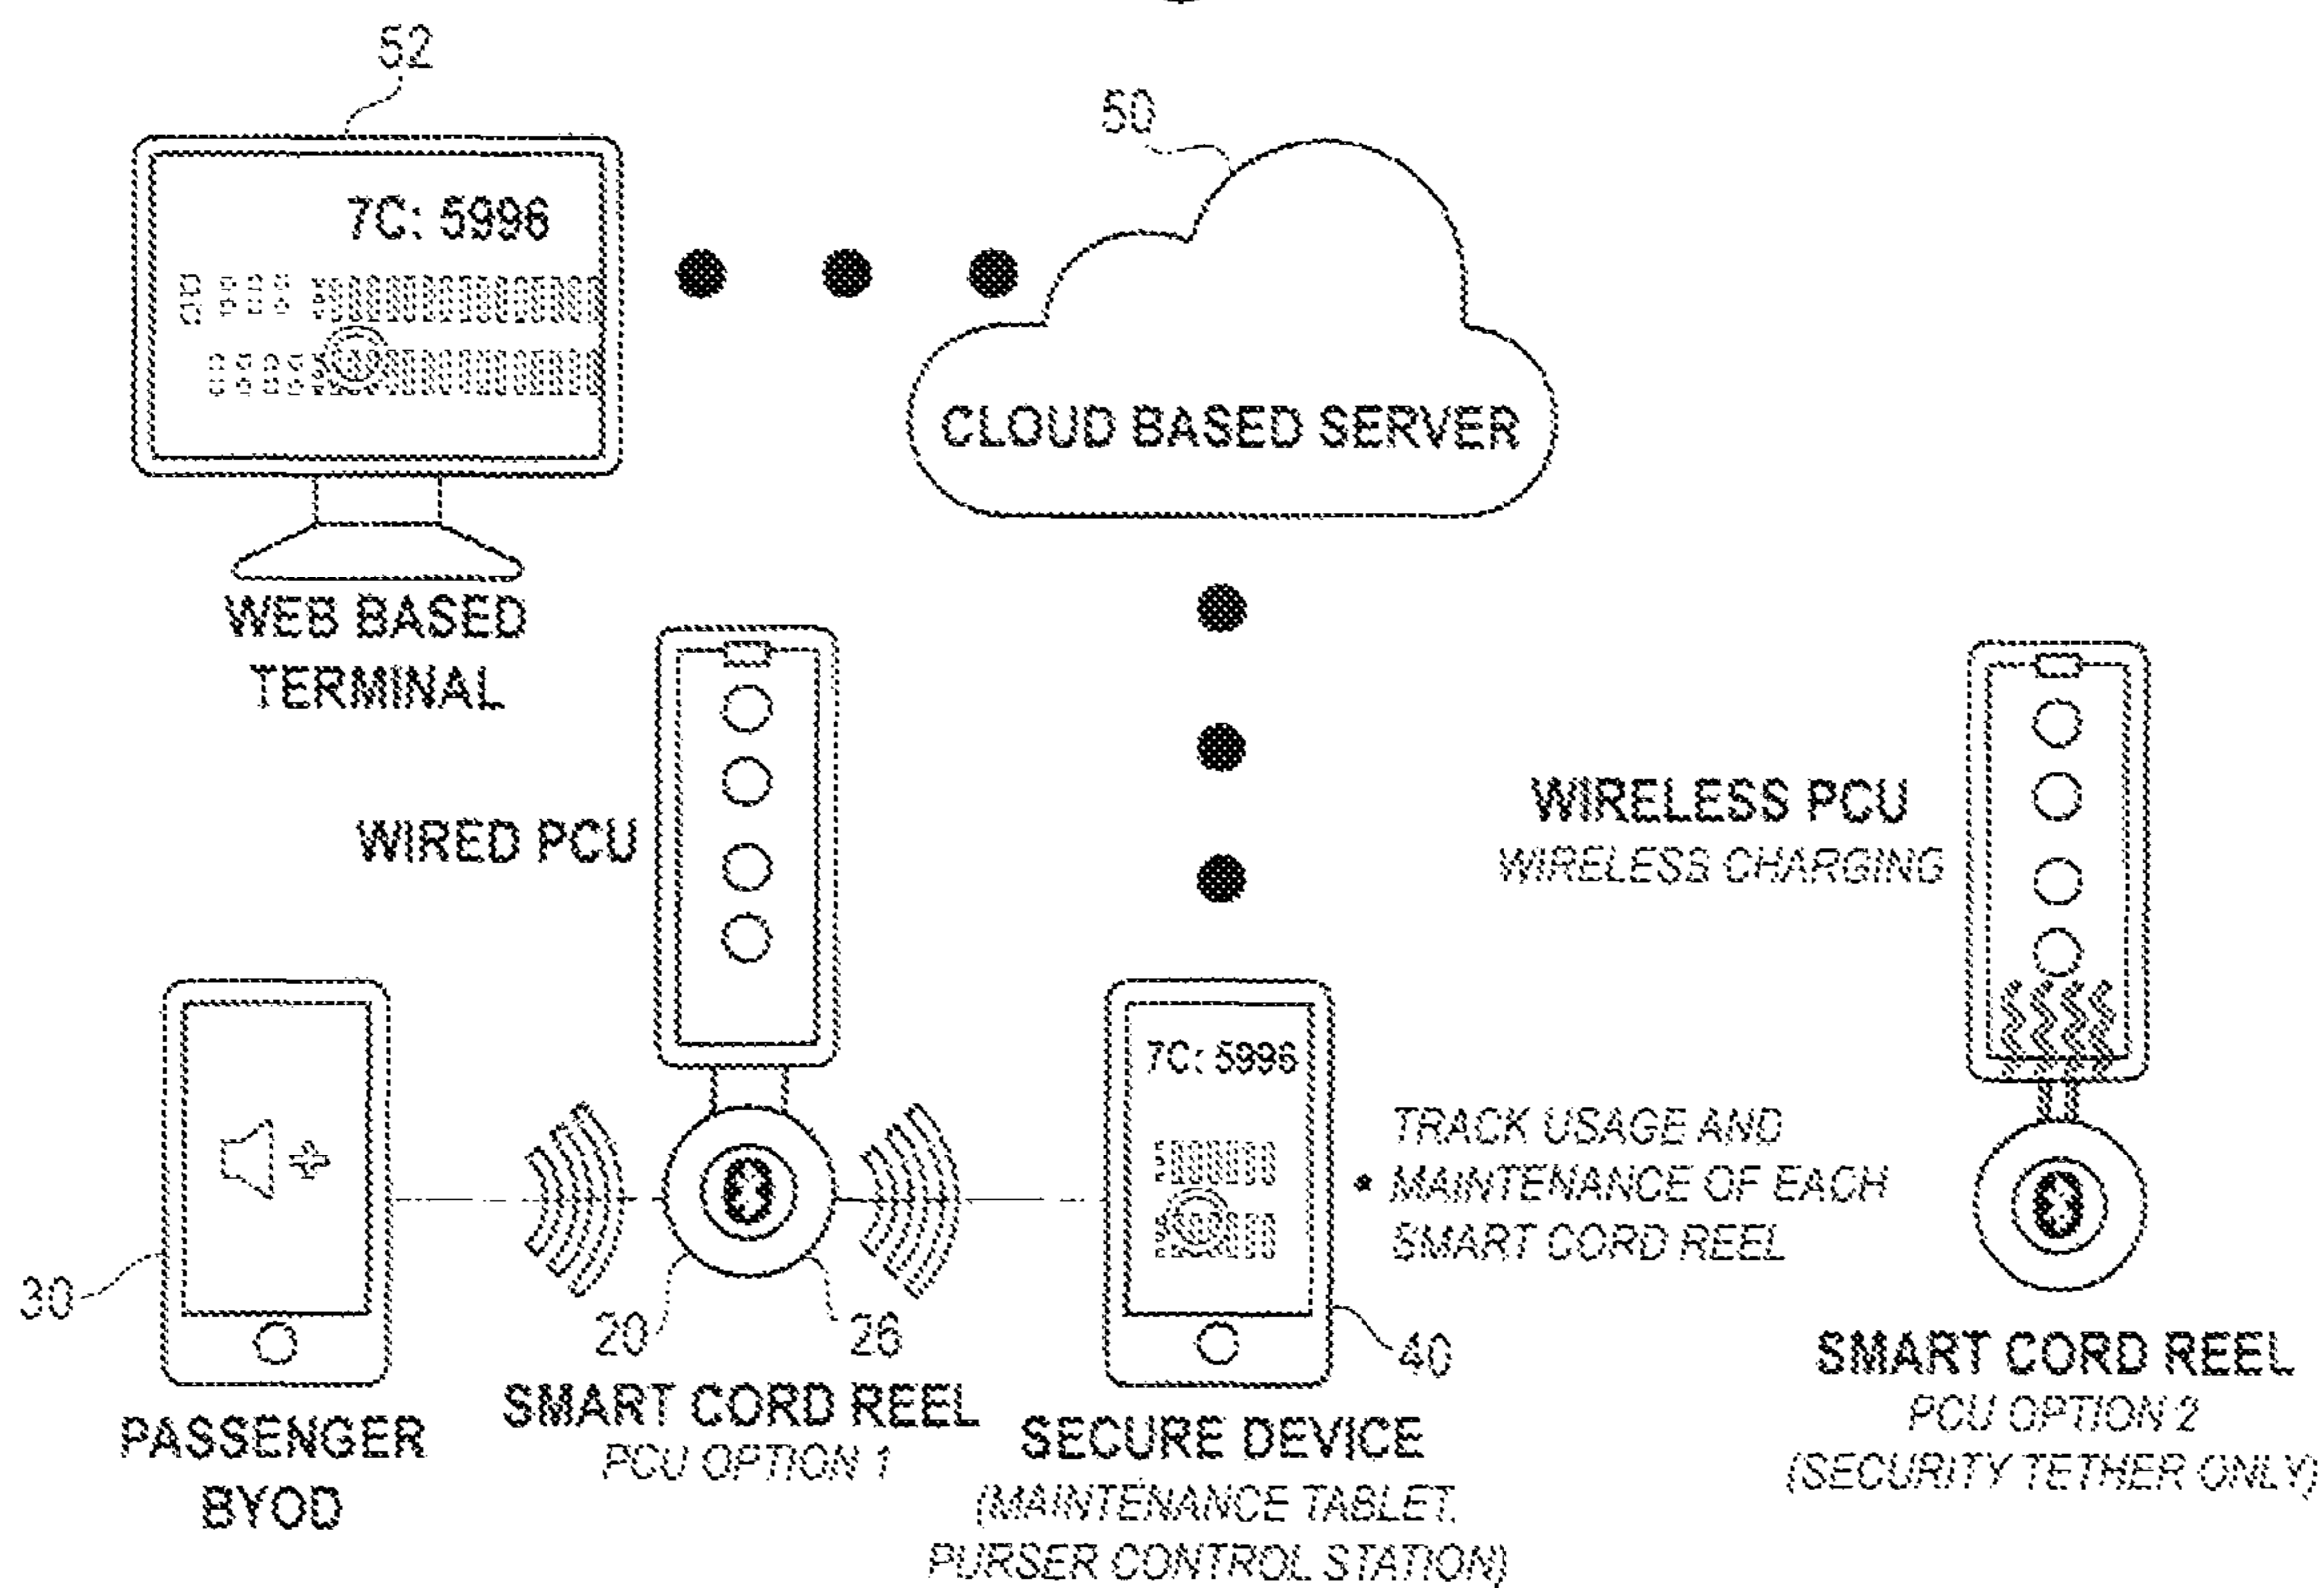 52
50
7C: 5996
CLOUD BASED SERVER
WEB BASED
TERMINAL
WIRED PCU
WIRELESS PCU
WIRELESS CHARGING
7C: 5996
• TRACK USAGE AND
MAINTENANCE OF EACH
SMART CORD REEL
30
20
26
40
PASSENGER
BYOD
SMART CORD REEL
PCU OPTION 1
SECURE DEVICE
(MAINTENANCE TABLET,
PURSER CONTROL STATION)
SMART CORD REEL
PCU OPTION 2
(SECURITY TETHER ONLY)